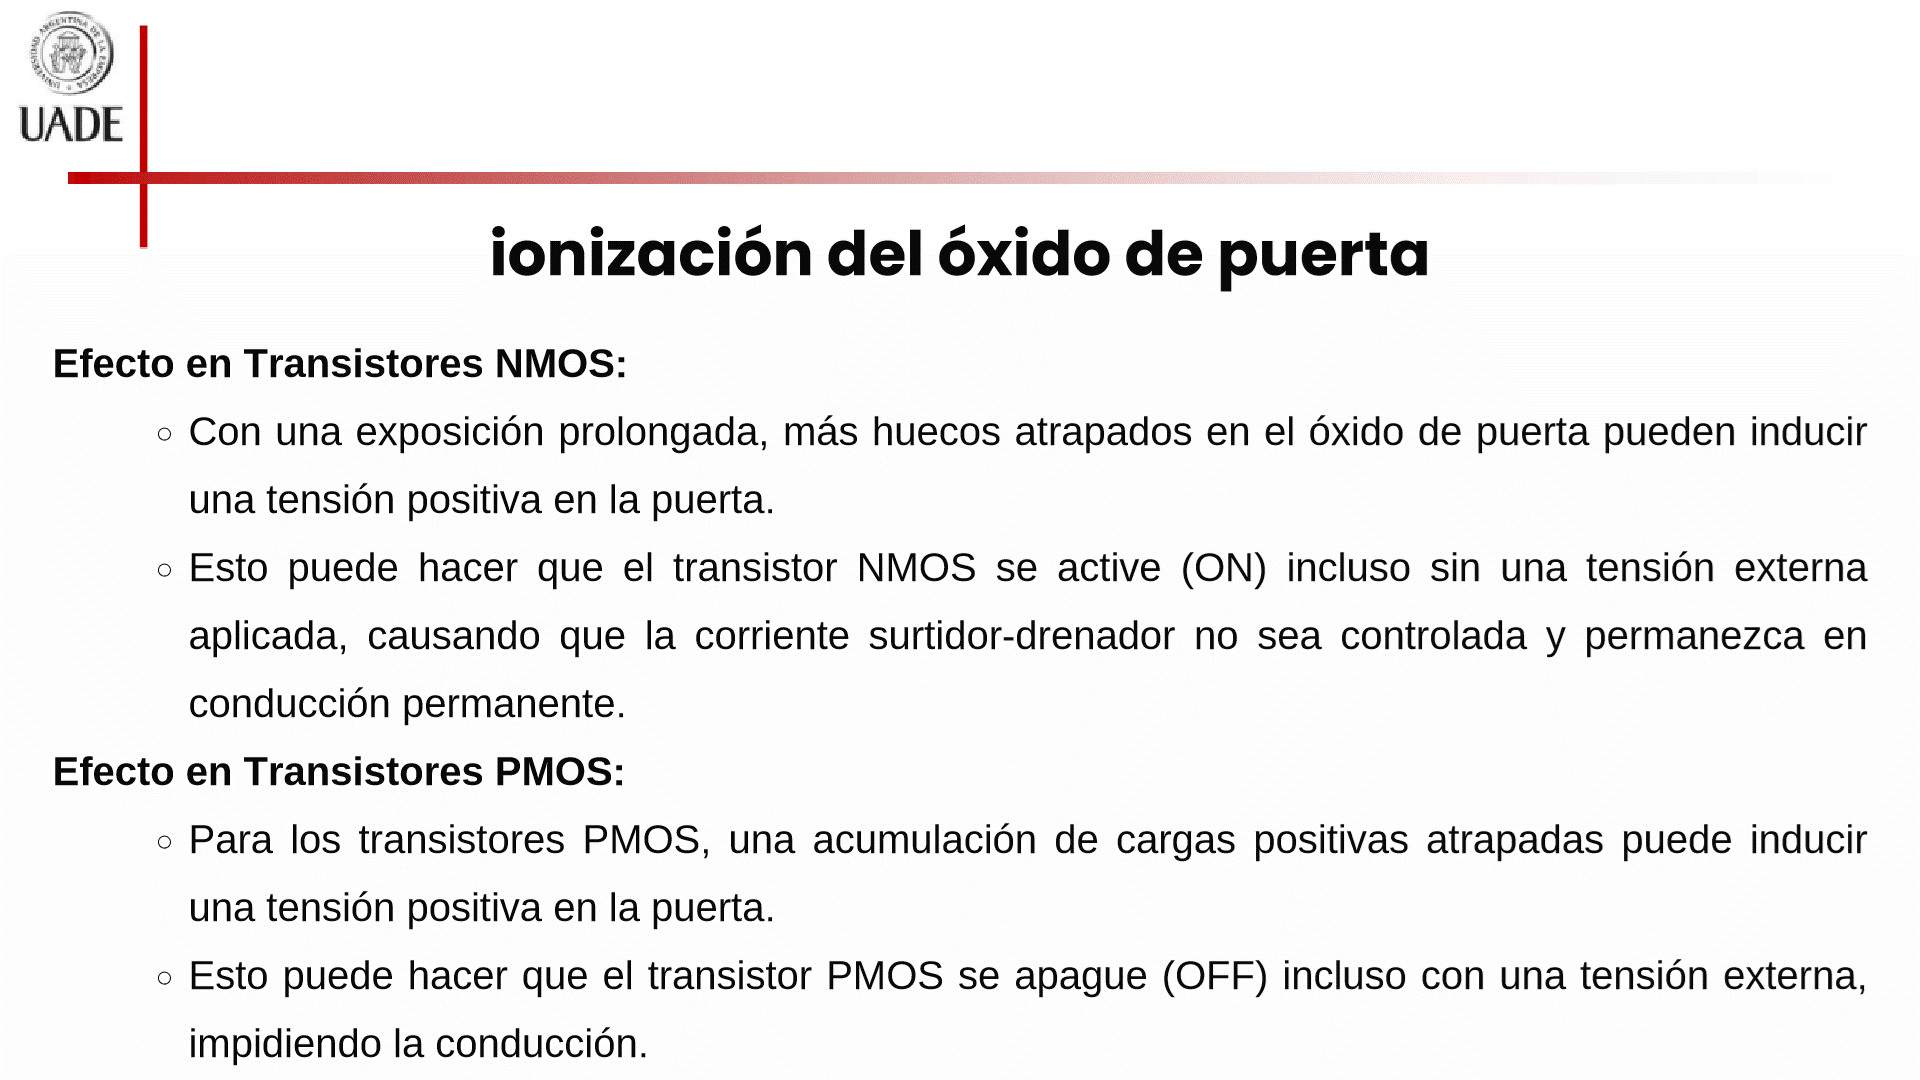 UNIVERSIDAD ARGENTINA DE LA EMPRESA
UADE
ionización del óxido de puerta
Efecto en Transistores NMOS:
Con una exposición prolongada, más huecos atrapados en el óxido de puerta pueden inducir
una tensión positiva en la puerta.
Esto puede hacer que el transistor NMOS se active (ON) incluso sin una tensión externa
aplicada, causando que la corriente surtidor-drenador no sea controlada y permanezca en
conducción permanente.
Efecto en Transistores PMOS:
Para los transistores PMOS, una acumulación de cargas positivas atrapadas puede inducir
una tensión positiva en la puerta.
Esto puede hacer que el transistor PMOS se apague (OFF) incluso con una tensión externa,
impidiendo la conducción.